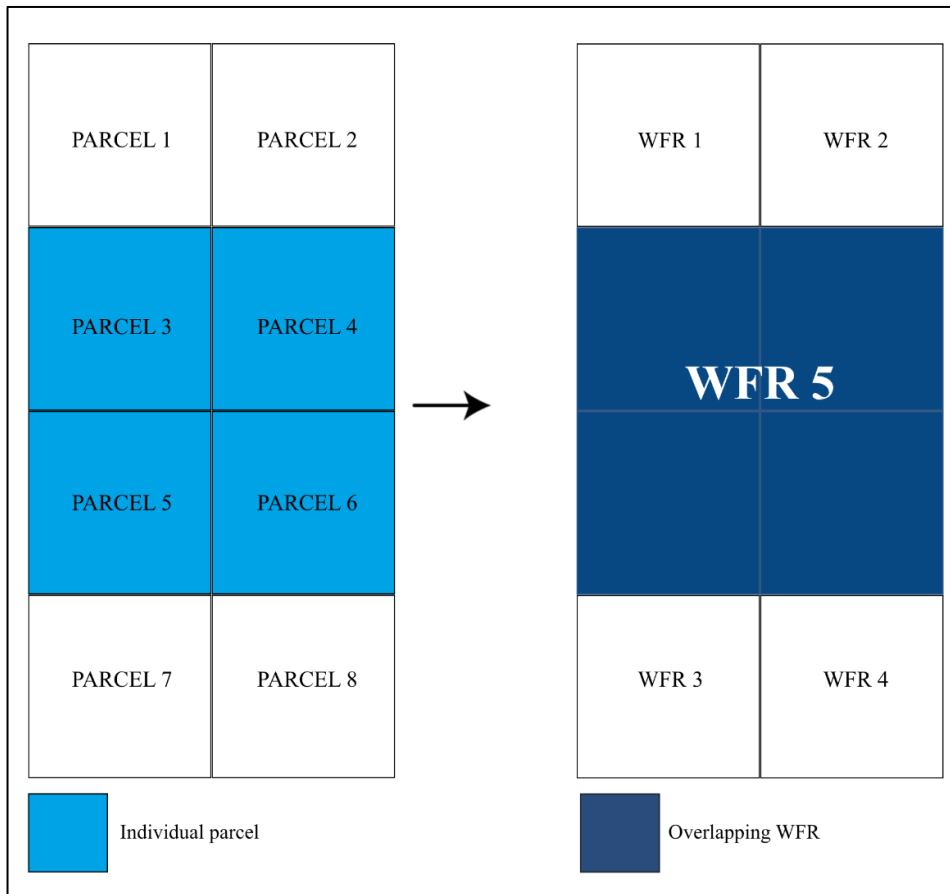 PARCEL 1 PARCEL 2
WFR 1 WFR 2
PARCEL 3 PARCEL 4
WFR 5
PARCEL 5 PARCEL 6
PARCEL 7 PARCEL 8
WFR 3 WFR 4
Individual parcel
Overlapping WFR